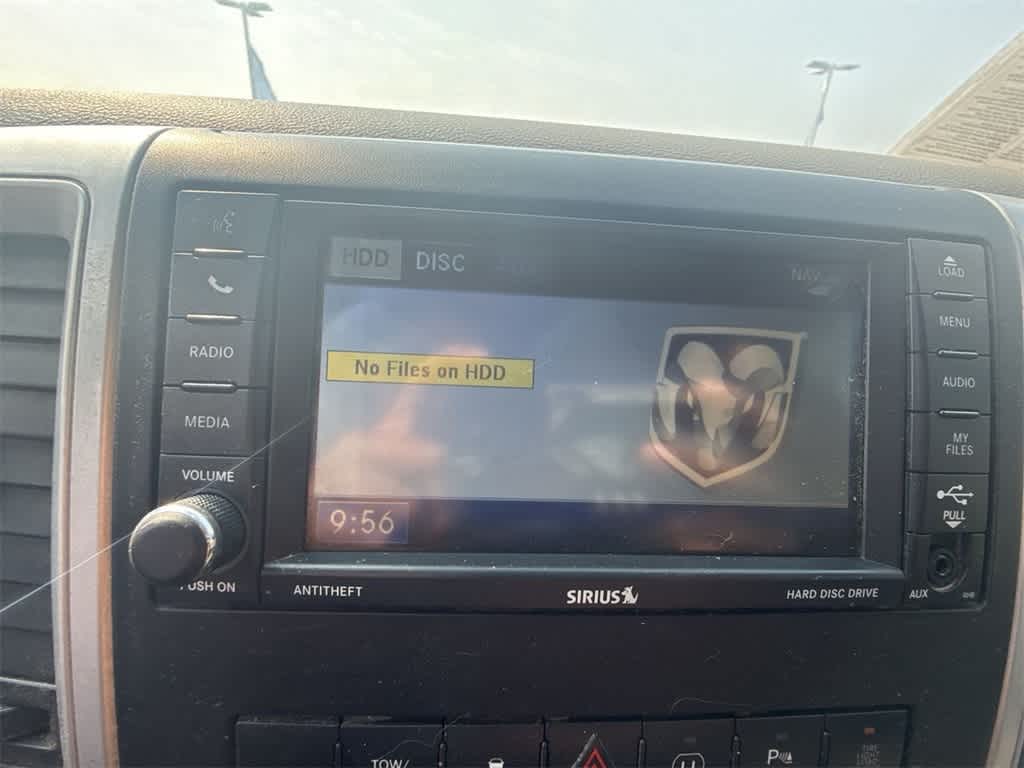 HDD DISC
NAV
No Files on HDD
9:56
RADIO
MEDIA
VOLUME
PUSH ON
LOAD
MENU
AUDIO
MY
FILES
PULL
AUX
ANTITHEFT
SIRIUS
HARD DISC DRIVE
TOW/
P